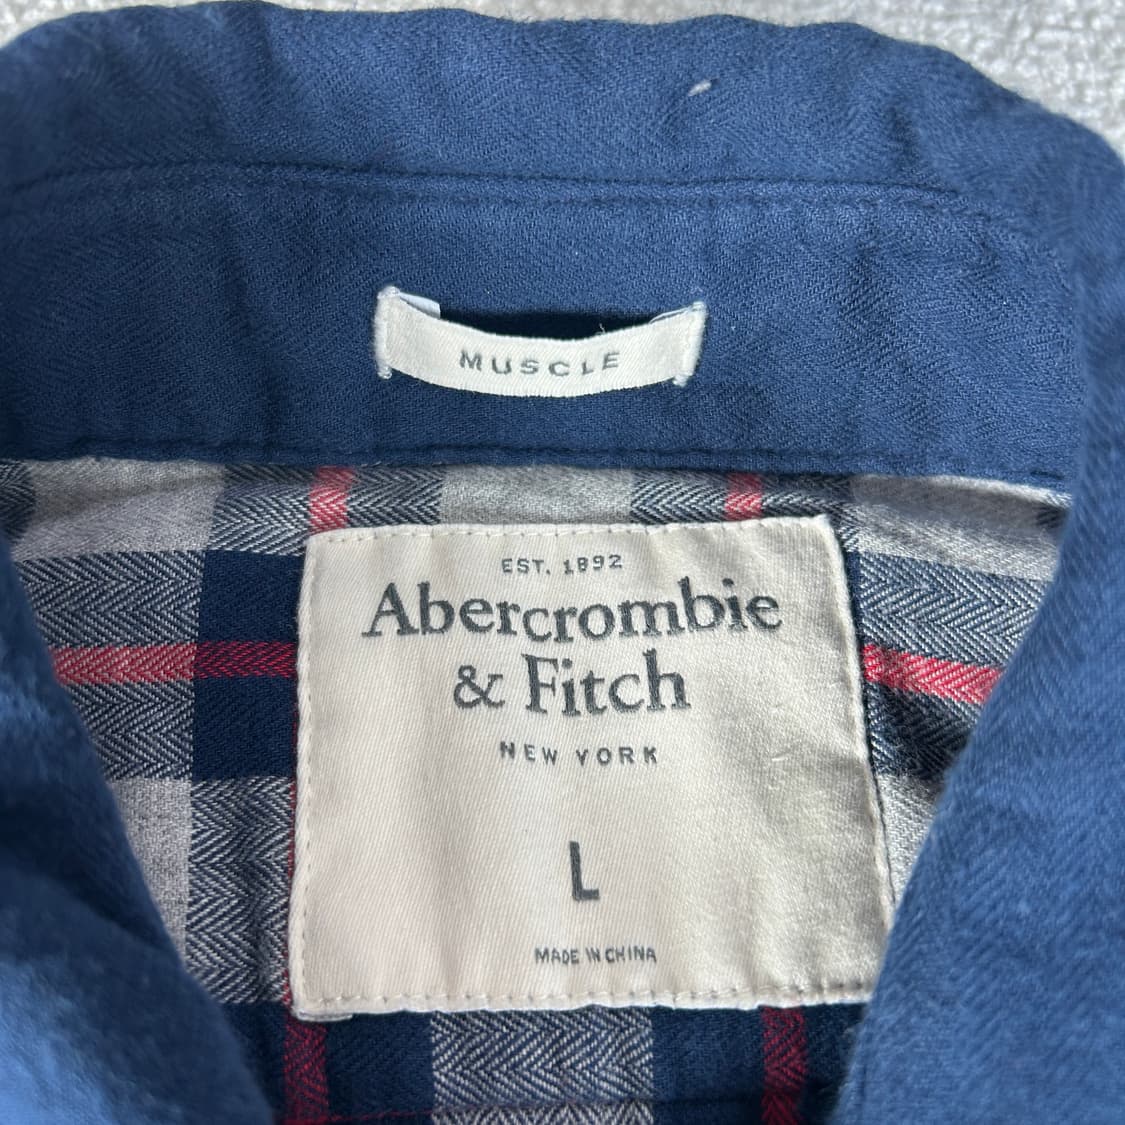 MUSCLE
EST. 1892
Abercrombie
& Fitch
NEW YORK
L
MADE IN CHINA